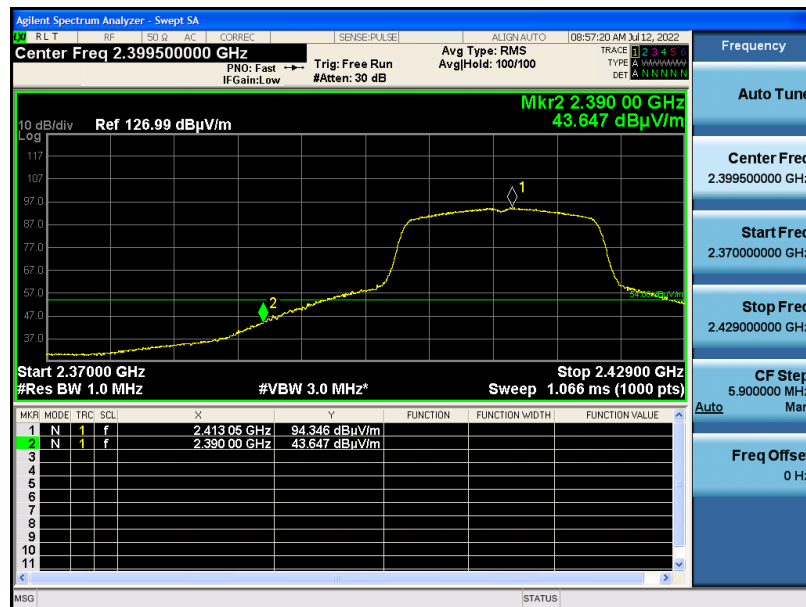 Agilent Spectrum Analyzer - Swept SA
LXI RLT RF 50 Ω AC CORREC SENSE:PULSE ALIGN AUTO 08:57:20 AM Jul 12, 2022
Center Freq 2.399500000 GHz
PNO: Fast
IFGain:Low
Trig: Free Run
#Atten: 30 dB
Avg Type: RMS
Avg|Hold: 100/100
TRACE 1 2 3 4 5 6
TYPE A
DET A N N N N N
Mkr2 2.390 00 GHz
43.647 dBµV/m
10 dB/div Ref 126.99 dBµV/m
Log
117
107
97.0
87.0
77.0
67.0
57.0
47.0
37.0
1
2
Start 2.37000 GHz Stop 2.42900 GHz
#Res BW 1.0 MHz #VBW 3.0 MHz* Sweep 1.066 ms (1000 pts)
MKR MODE TRC SCL X Y FUNCTION FUNCTION WIDTH FUNCTION VALUE
1 N 1 f 2.413 05 GHz 94.346 dBµV/m
2 N 1 f 2.390 00 GHz 43.647 dBµV/m
3
4
5
6
7
8
9
10
11
MSG STATUS
Frequency
Auto Tune
Center Freq
2.399500000 GHz
Start Freq
2.370000000 GHz
Stop Freq
2.429000000 GHz
CF Step
5.900000 MHz
Auto Man
Freq Offset
0 Hz